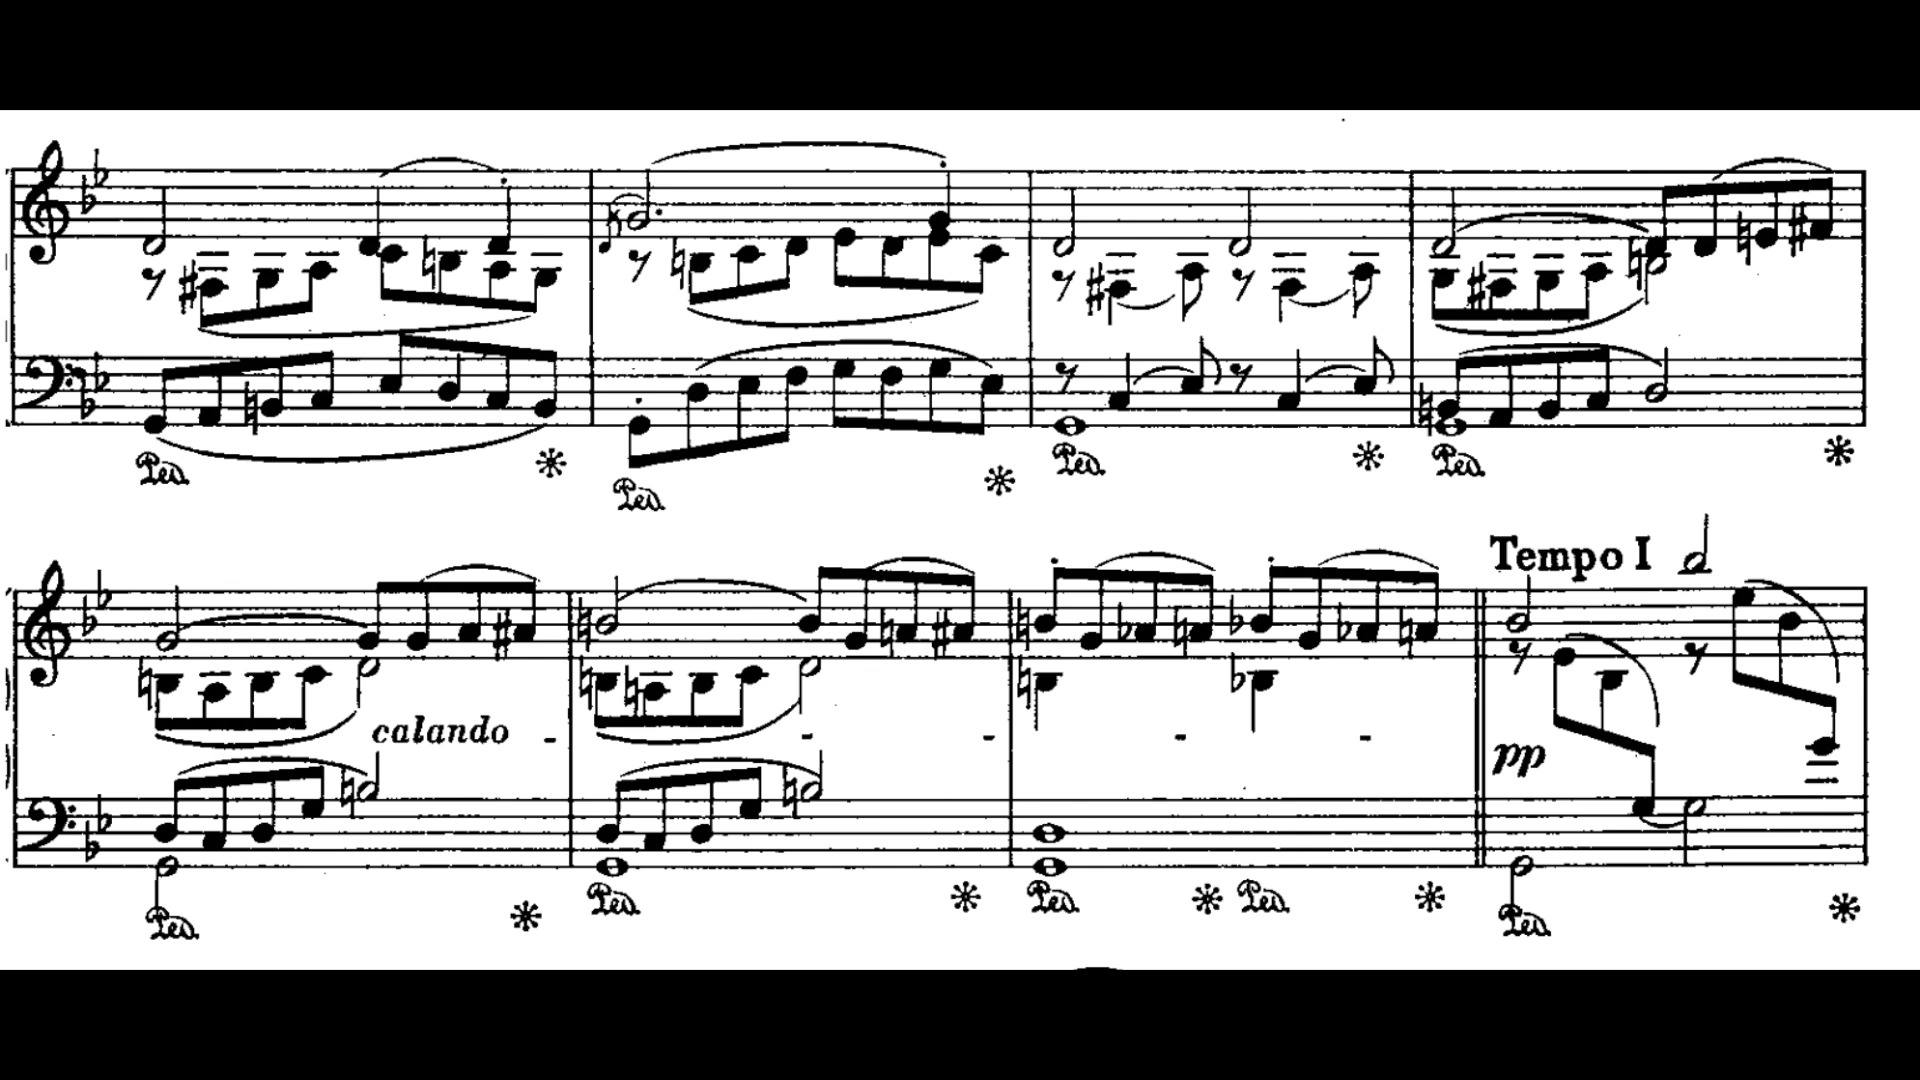 Ped. Ped. Ped. Ped.
Tempo I
calando - - - - -
pp
Ped. Ped. Ped. Ped. Ped.